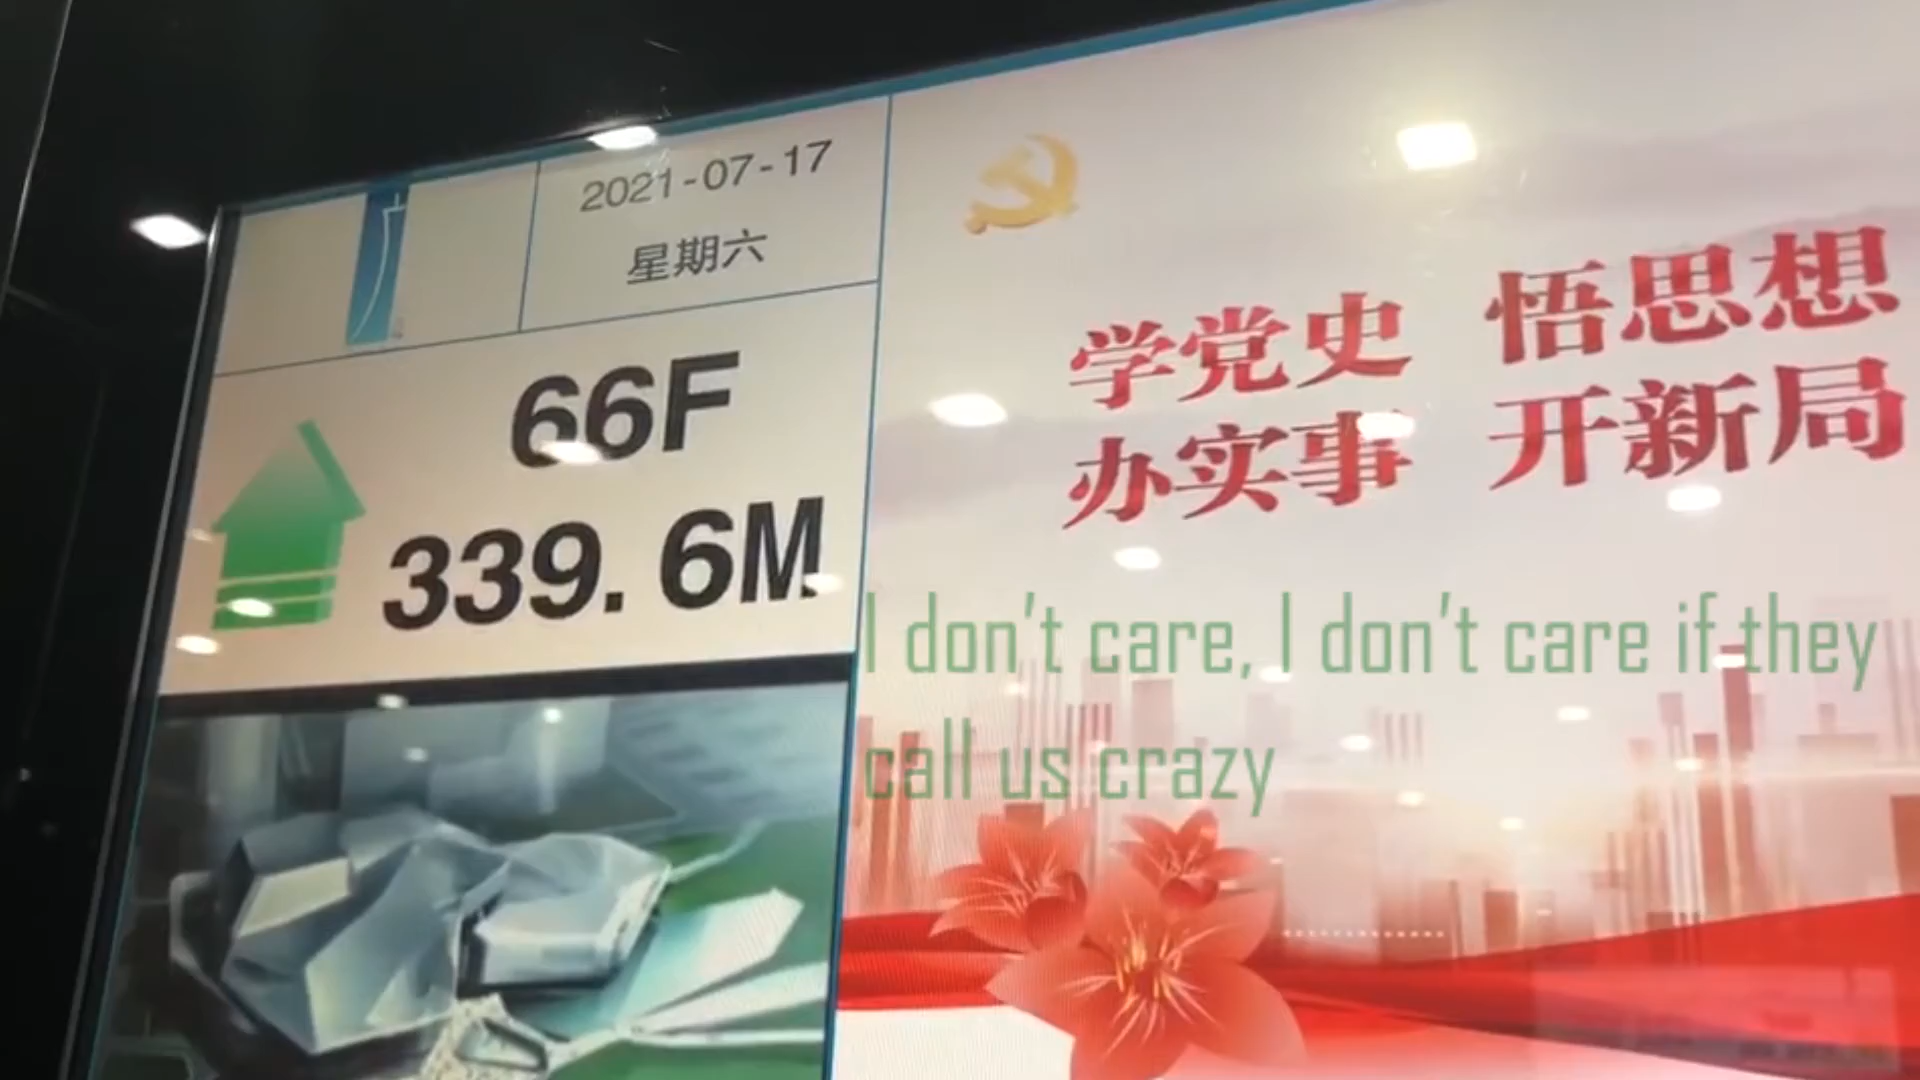 2021-07-17
星期六
66F
339.6M
学党史 悟思想
办实事 开新局
I don't care, I don't care if they
call us crazy